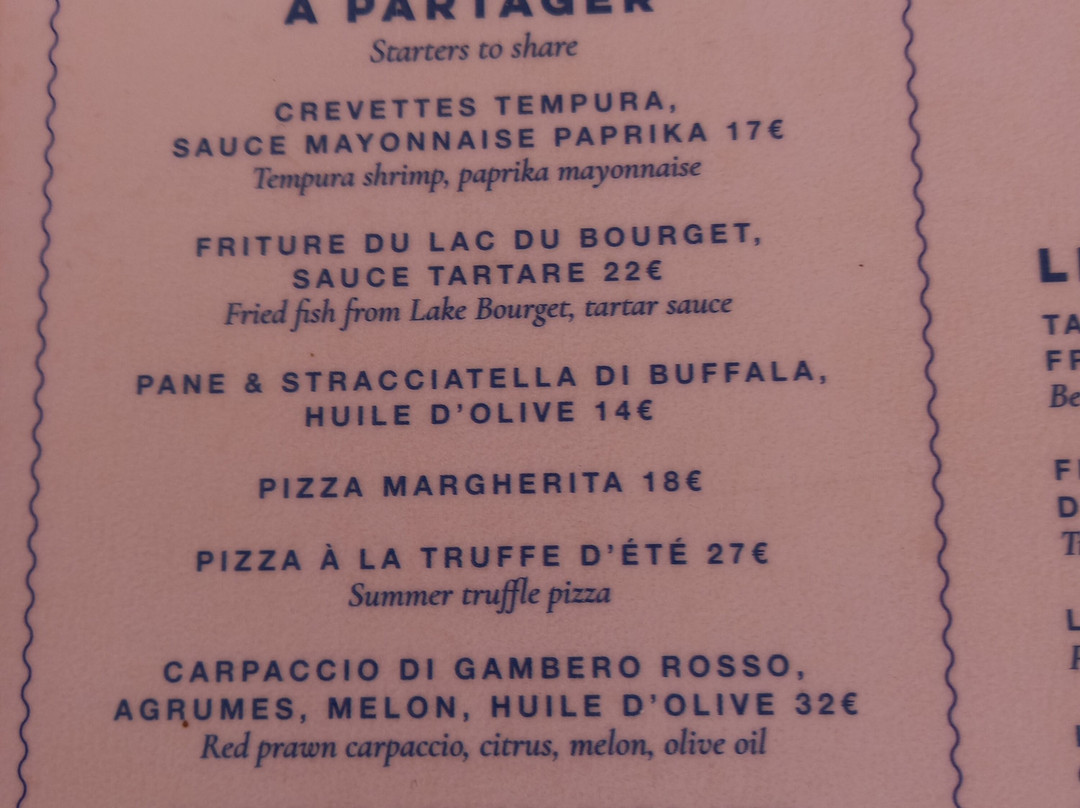 À PARTAGER
Starters to share
CREVETTES TEMPURA,
SAUCE MAYONNAISE PAPRIKA 17€
Tempura shrimp, paprika mayonnaise
FRITURE DU LAC DU BOURGET,
SAUCE TARTARE 22€
Fried fish from Lake Bourget, tartar sauce
PANE & STRACCIATELLA DI BUFFALA,
HUILE D'OLIVE 14€
PIZZA MARGHERITA 18€
PIZZA À LA TRUFFE D'ÉTÉ 27€
Summer truffle pizza
CARPACCIO DI GAMBERO ROSSO,
AGRUMES, MELON, HUILE D'OLIVE 32€
Red prawn carpaccio, citrus, melon, olive oil